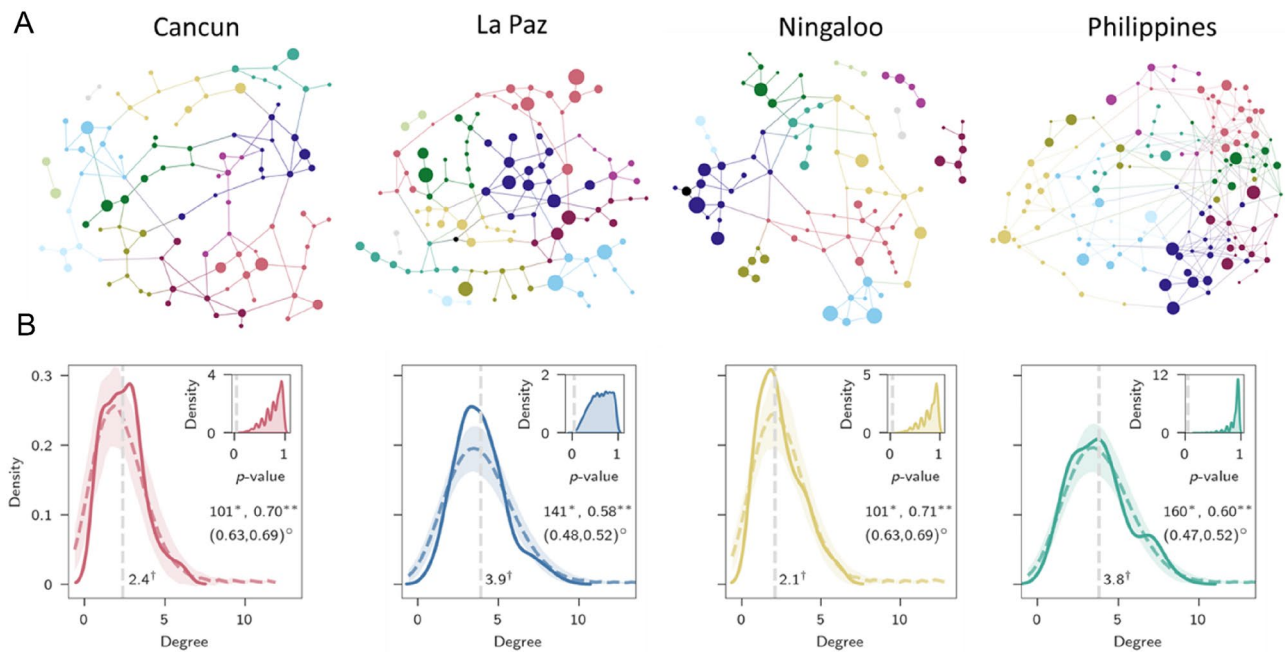 A
Cancun
La Paz
Ningaloo
Philippines
B
Density
0.3
0.2
0.1
0
0
5
10
Degree
Density
4
0
0
1
p-value
101*, 0.70**
(0.63,0.69)°
2.4†
0
5
10
Degree
Density
2
0
0
1
p-value
141*, 0.58**
(0.48,0.52)°
3.9†
0
5
10
Degree
Density
5
0
0
1
p-value
101*, 0.71**
(0.63,0.69)°
2.1†
0
5
10
Degree
Density
12
0
0
1
p-value
160*, 0.60**
(0.47,0.52)°
3.8†